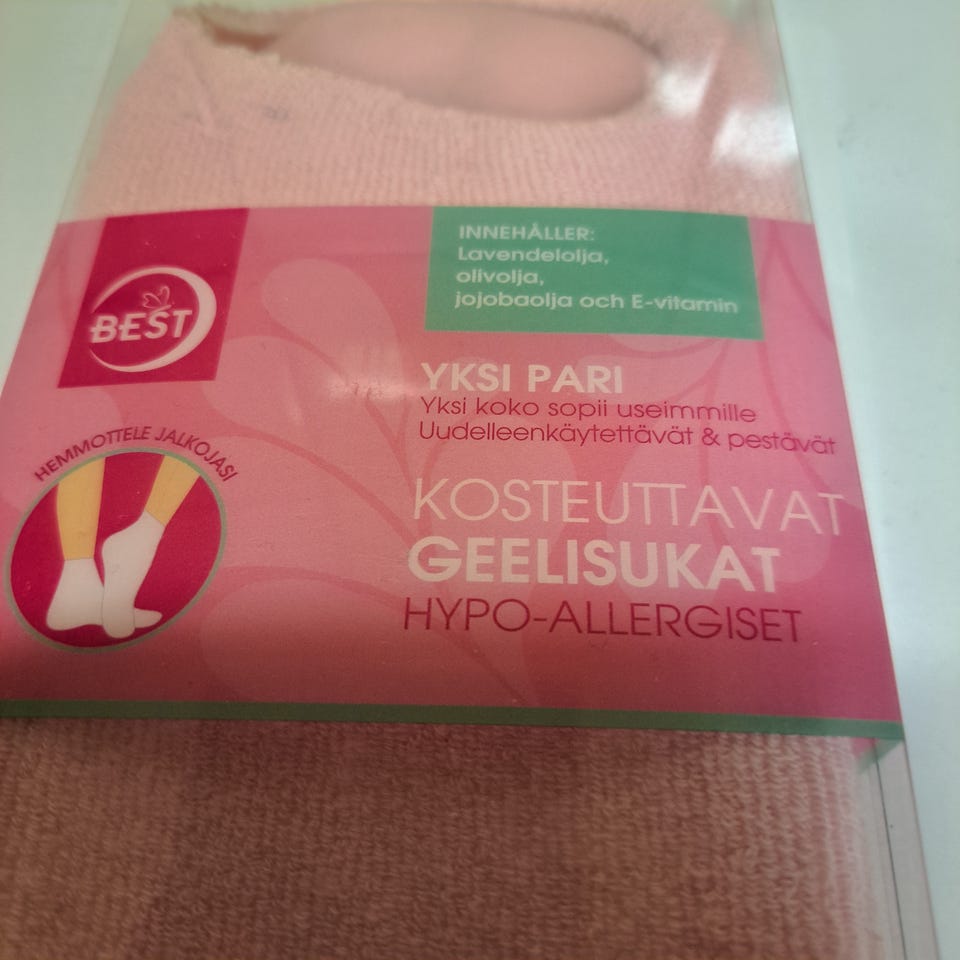 BEST
INNEHÅLLER:
Lavendelolja,
olivolja,
jojobaolja och E-vitamin
YKSI PARI
Yksi koko sopii useimmille
Uudelleenkäytettävät & pestävät
HEMMOTTELE JALKOJASI
KOSTEUTTAVAT
GEELISUKAT
HYPO-ALLERGISET